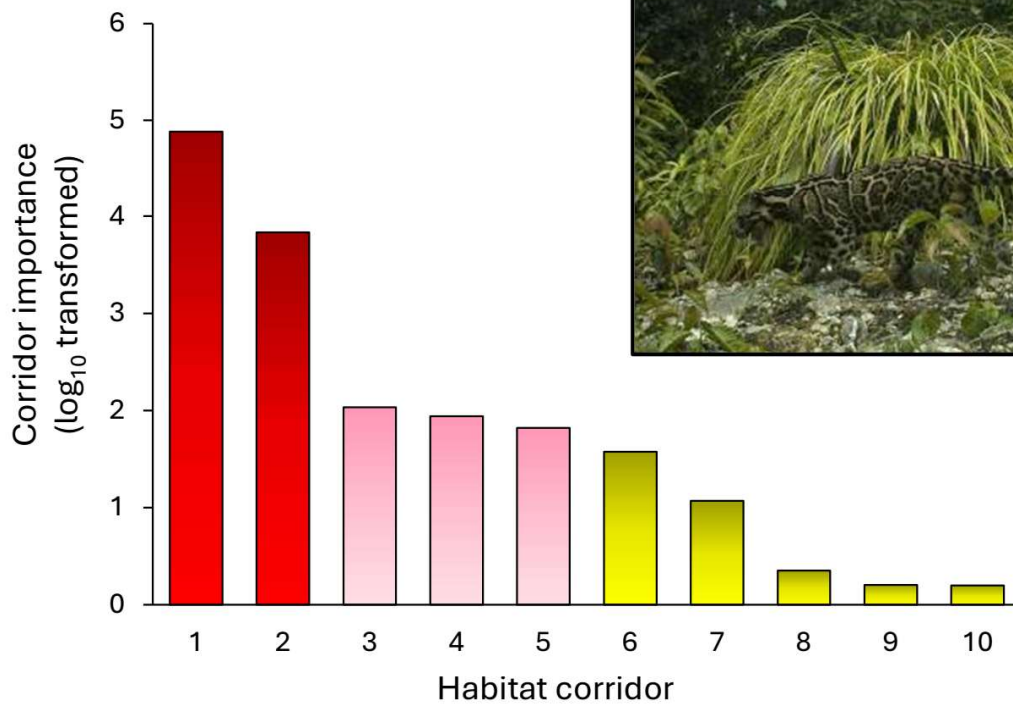 6
5
4
3
2
1
0
Corridor importance
(log₁₀ transformed)
1 2 3 4 5 6 7 8 9 10
Habitat corridor